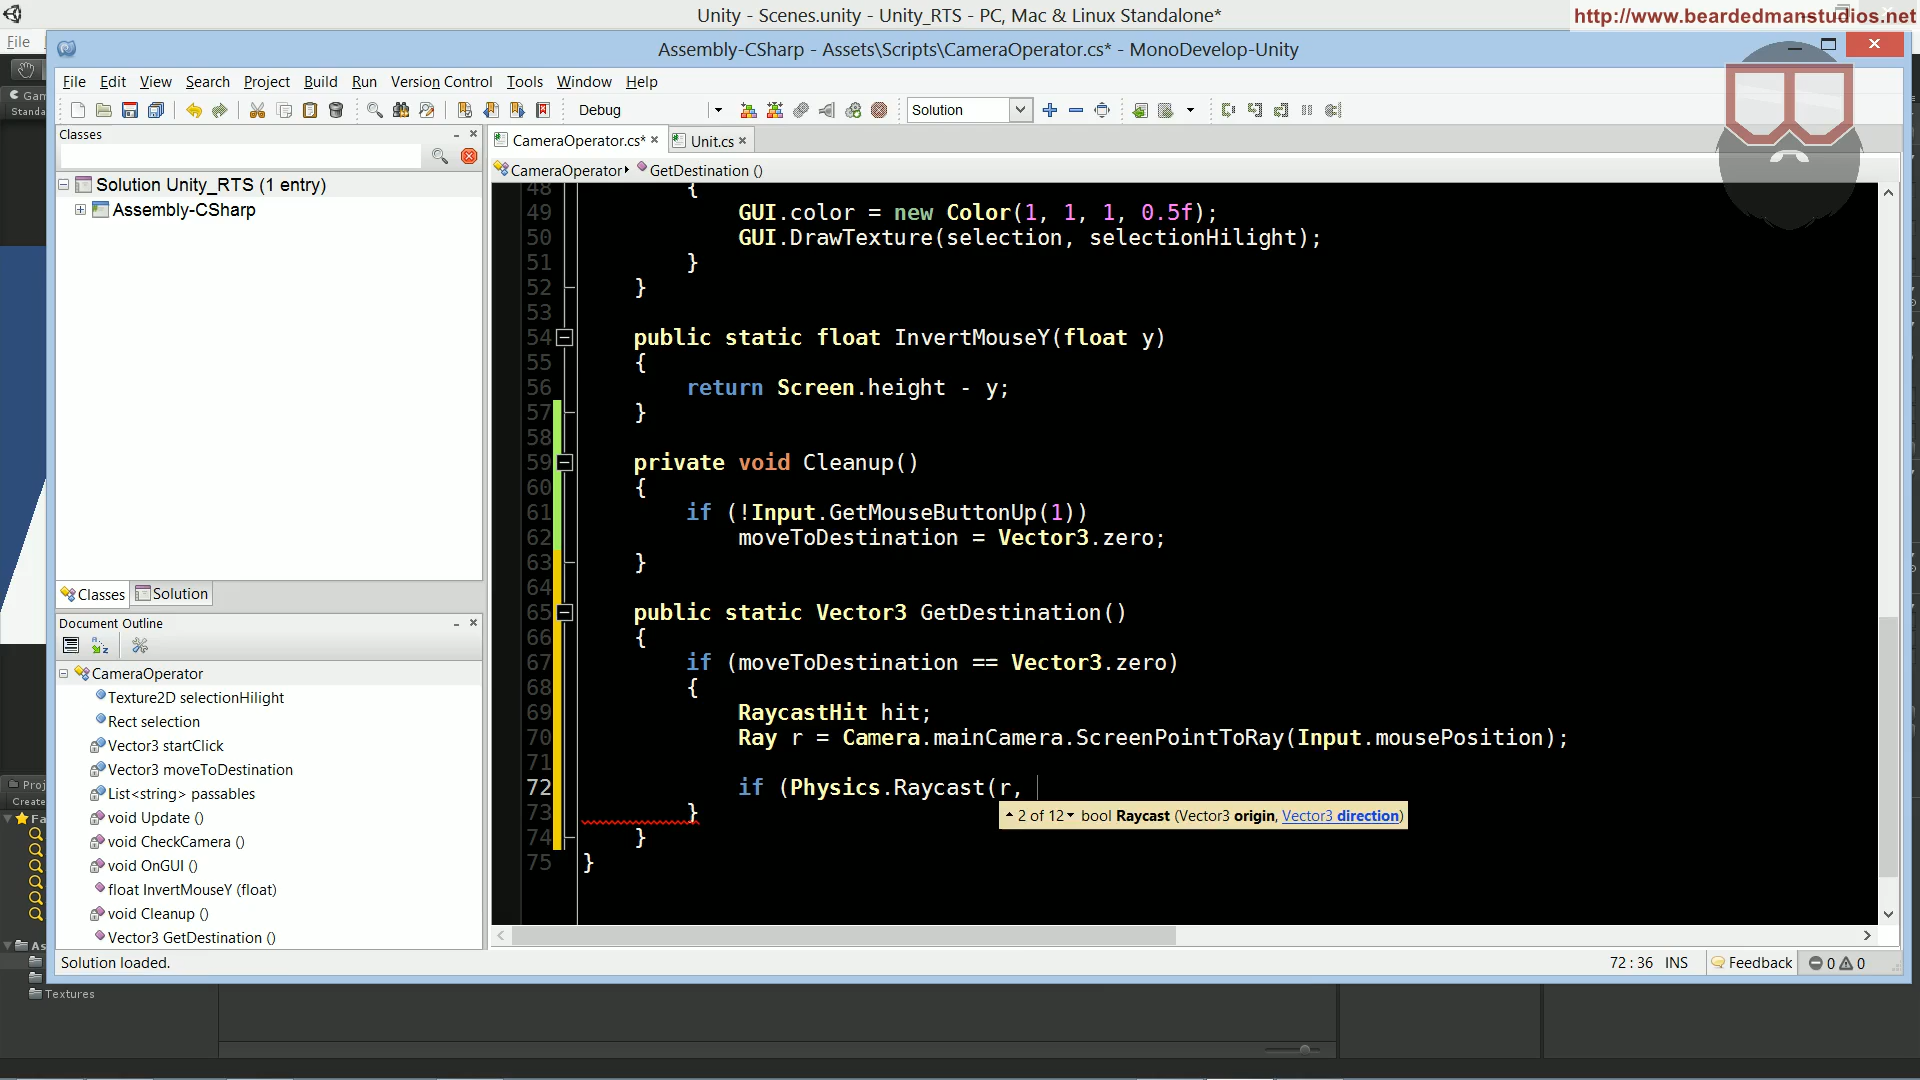 Unity - Scenes.unity - Unity_RTS - PC, Mac & Linux Standalone*
http://www.beardedmanstudios.net
File
Assembly-CSharp - Assets\Scripts\CameraOperator.cs* - MonoDevelop-Unity
File Edit View Search Project Build Run Version Control Tools Window Help
Debug
Solution
Gam
Standa
Classes
CameraOperator.cs*
Unit.cs
CameraOperator
GetDestination ()
Solution Unity_RTS (1 entry)
Assembly-CSharp
48 {
49 GUI.color = new Color(1, 1, 1, 0.5f);
50 GUI.DrawTexture(selection, selectionHilight);
51 }
52 }
53
54 public static float InvertMouseY(float y)
55 {
56 return Screen.height - y;
57 }
58
59 private void Cleanup()
60 {
61 if (!Input.GetMouseButtonUp(1))
62 moveToDestination = Vector3.zero;
63 }
64
65 public static Vector3 GetDestination()
66 {
67 if (moveToDestination == Vector3.zero)
68 {
69 RaycastHit hit;
70 Ray r = Camera.mainCamera.ScreenPointToRay(Input.mousePosition);
71
72 if (Physics.Raycast(r,
73 }
2 of 12 bool Raycast (Vector3 origin, Vector3 direction)
74 }
75 }
Classes
Solution
Document Outline
CameraOperator
Texture2D selectionHilight
Rect selection
Vector3 startClick
Vector3 moveToDestination
List<string> passables
void Update ()
void CheckCamera ()
void OnGUI ()
float InvertMouseY (float)
void Cleanup ()
Vector3 GetDestination ()
Proj
Create
Fa
As
Solution loaded.
72 : 36 INS
Feedback
0 0
Textures